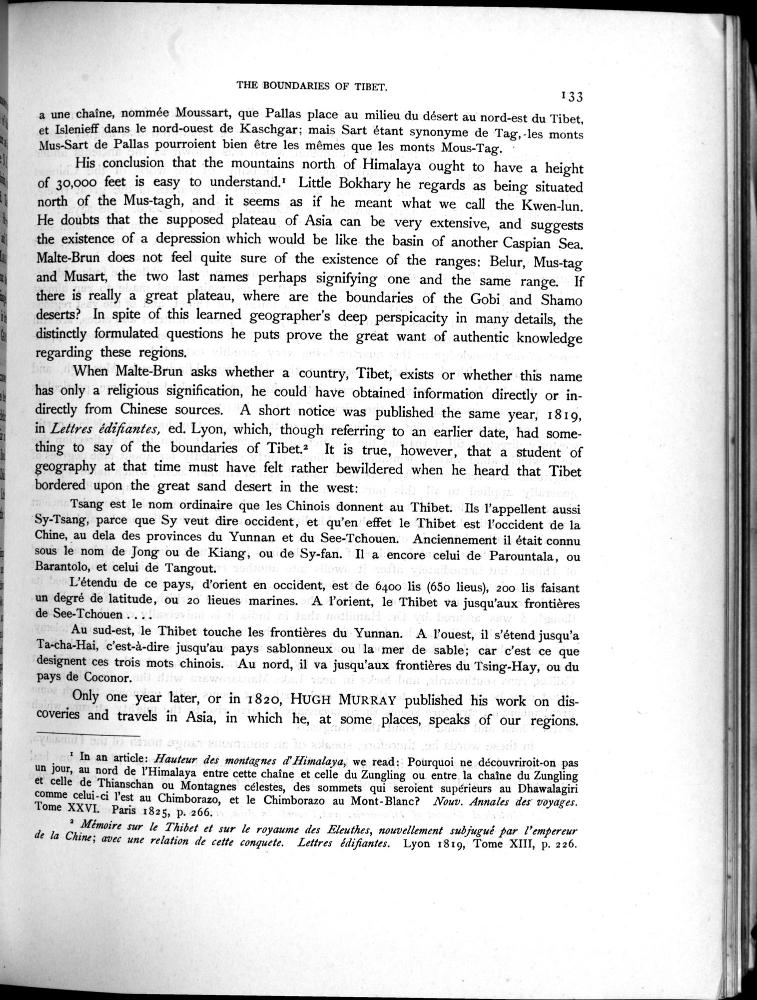 THE BOUNDARIES OF TIBET.
133
a une chaîne, nommée Moussart, que Pallas place au milieu du désert au nord-est du Tibet,
et Islenieff dans le nord-ouest de Kaschgar; mais Sart étant synonyme de Tag, les monts
Mus-Sart de Pallas pourroient bien être les mêmes que les monts Mous-Tag.
His conclusion that the mountains north of Himalaya ought to have a height
of 30,000 feet is easy to understand.¹ Little Bokhary he regards as being situated
north of the Mus-tagh, and it seems as if he meant what we call the Kwen-lun.
He doubts that the supposed plateau of Asia can be very extensive, and suggests
the existence of a depression which would be like the basin of another Caspian Sea.
Malte-Brun does not feel quite sure of the existence of the ranges: Belur, Mus-tag
and Musart, the two last names perhaps signifying one and the same range. If
there is really a great plateau, where are the boundaries of the Gobi and Shamo
deserts? In spite of this learned geographer's deep perspicacity in many details, the
distinctly formulated questions he puts prove the great want of authentic knowledge
regarding these regions.
When Malte-Brun asks whether a country, Tibet, exists or whether this name
has only a religious signification, he could have obtained information directly or in-
directly from Chinese sources. A short notice was published the same year, 1819,
in Lettres édifiantes, ed. Lyon, which, though referring to an earlier date, had some-
thing to say of the boundaries of Tibet.² It is true, however, that a student of
geography at that time must have felt rather bewildered when he heard that Tibet
bordered upon the great sand desert in the west:
Tsang est le nom ordinaire que les Chinois donnent au Thibet. Ils l'appellent aussi
Sy-Tsang, parce que Sy veut dire occident, et qu'en effet le Thibet est l'occident de la
Chine, au dela des provinces du Yunnan et du See-Tchouen. Anciennement il était connu
sous le nom de Jong ou de Kiang, ou de Sy-fan. Il a encore celui de Parountala, ou
Barantolo, et celui de Tangout.
L'étendu de ce pays, d'orient en occident, est de 6400 lis (650 lieus), 200 lis faisant
un degré de latitude, ou 20 lieues marines. A l'orient, le Thibet va jusqu'aux frontières
de See-Tchouen . . . .
Au sud-est, le Thibet touche les frontières du Yunnan. A l'ouest, il s'étend jusqu'a
Ta-cha-Hai, c'est-à-dire jusqu'au pays sablonneux ou la mer de sable; car c'est ce que
designent ces trois mots chinois. Au nord, il va jusqu'aux frontières du Tsing-Hay, ou du
pays de Coconor.
Only one year later, or in 1820, HUGH MURRAY published his work on dis-
coveries and travels in Asia, in which he, at some places, speaks of our regions.
¹ In an article: Hauteur des montagnes d'Himalaya, we read: Pourquoi ne découvriroit-on pas
un jour, au nord de l'Himalaya entre cette chaîne et celle du Zungling ou entre la chaîne du Zungling
et celle de Thianschan ou Montagnes célestes, des sommets qui seroient supérieurs au Dhawalagiri
comme celui-ci l'est au Chimborazo, et le Chimborazo au Mont-Blanc? Nouv. Annales des voyages.
Tome XXVI. Paris 1825, p. 266.
² Mémoire sur le Thibet et sur le royaume des Eleuthes, nouvellement subjugué par l'empereur
de la Chine; avec une relation de cette conquete. Lettres édifiantes. Lyon 1819, Tome XIII, p. 226.